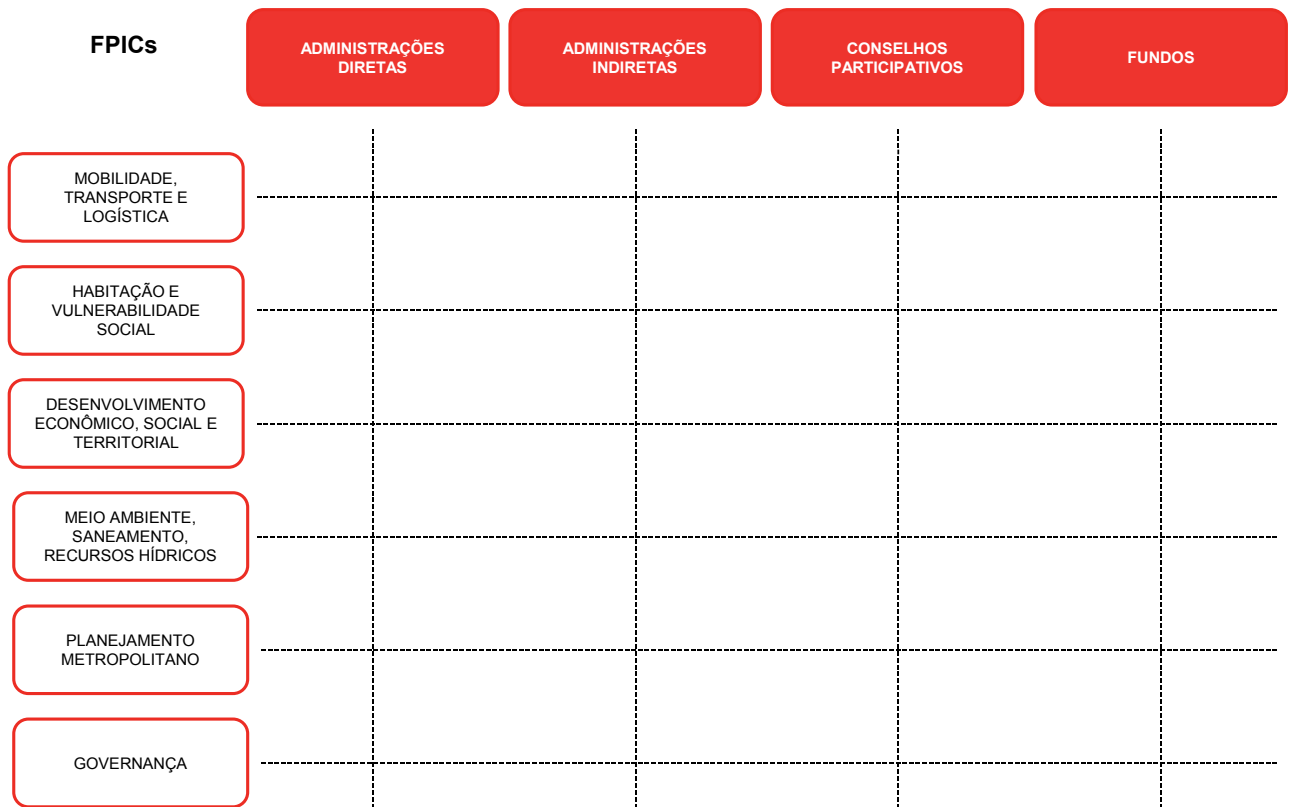 FPICs
ADMINISTRAÇÕES
DIRETAS
ADMINISTRAÇÕES
INDIRETAS
CONSELHOS
PARTICIPATIVOS
FUNDOS
MOBILIDADE,
TRANSPORTE E
LOGÍSTICA
HABITAÇÃO E
VULNERABILIDADE
SOCIAL
DESENVOLVIMENTO
ECONÔMICO, SOCIAL E
TERRITORIAL
MEIO AMBIENTE,
SANEAMENTO,
RECURSOS HÍDRICOS
PLANEJAMENTO
METROPOLITANO
GOVERNANÇA